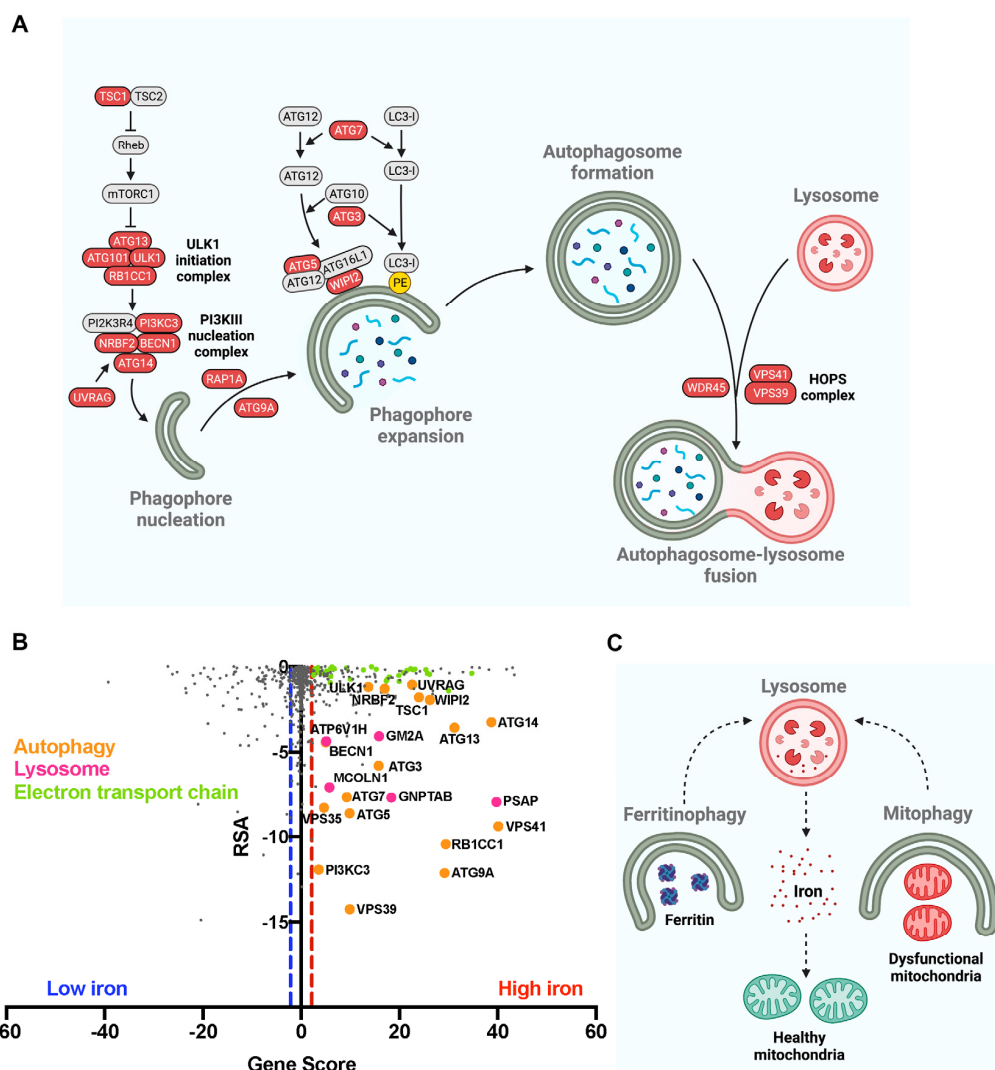 A
TSC1 TSC2
Rheb
mTORC1
ATG13
ATG101 ULK1
RB1CC1
ULK1
initiation
complex
PI2K3R4 PI3KC3
NRBF2 BECN1
ATG14
UVRAG
PI3KIII
nucleation
complex
RAP1A
ATG9A
Phagophore
nucleation
ATG12
ATG7
LC3-I
ATG12
LC3-I
ATG10
ATG3
ATG5 ATG16L1
ATG12 WIPI2
LC3-I
PE
Phagophore
expansion
Autophagosome
formation
Lysosome
WDR45
VPS41
VPS39
HOPS
complex
Autophagosome-lysosome
fusion
B
Autophagy
Lysosome
Electron transport chain
RSA
0
-5
-10
-15
ULK1
UVRAG
NRBF2
WIPI2
TSC1
ATG14
ATG13
ATP6V1H
GM2A
BECN1
ATG3
MCOLN1
ATG7
GNPTAB
PSAP
VPS35
ATG5
VPS41
RB1CC1
PI3KC3
ATG9A
VPS39
Low iron
High iron
60 -40 -20 0 20 40 60
Gene Score
C
Lysosome
Ferritinophagy
Mitophagy
Ferritin
Iron
Dysfunctional
mitochondria
Healthy
mitochondria